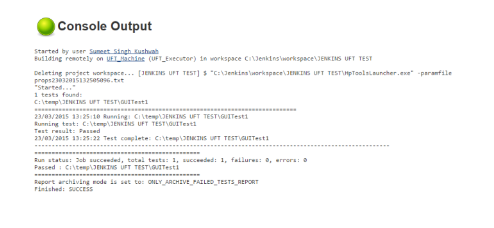 Console Output
Started by user Sumeet Singh Kushwah
Building remotely on UFT_Machine (UFT_Executor) in workspace C:\Jenkins\workspace\JENKINS UFT TEST
Deleting project workspace... [JENKINS UFT TEST] $ "C:\Jenkins\workspace\JENKINS UFT TEST\HpToolsLauncher.exe" -paramfile
props23032015132505096.txt
"Started..."
1 tests found:
C:\temp\JENKINS UFT TEST\GUITest1
============================================================================
23/03/2015 13:25:10 Running: C:\temp\JENKINS UFT TEST\GUITest1
Running test: C:\temp\JENKINS UFT TEST\GUITest1
Test result: Passed
23/03/2015 13:25:22 Test complete: C:\temp\JENKINS UFT TEST\GUITest1
-------------------------------------------------------------------------------------------------------
================================================
Run status: Job succeeded, total tests: 1, succeeded: 1, failures: 0, errors: 0
Passed : C:\temp\JENKINS UFT TEST\GUITest1
================================================
Report archiving mode is set to: ONLY_ARCHIVE_FAILED_TESTS_REPORT
Finished: SUCCESS